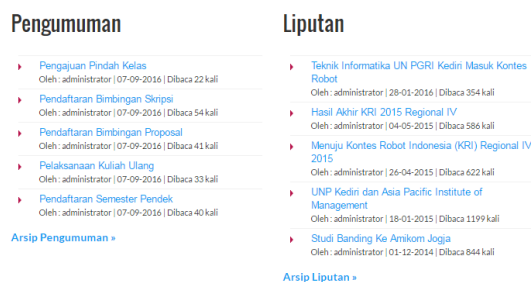 Pengumuman
Pengajuan Pindah Kelas
Oleh : administrator | 07-09-2016 | Dibaca 22 kali
Pendaftaran Bimbingan Skripsi
Oleh : administrator | 07-09-2016 | Dibaca 54 kali
Pendaftaran Bimbingan Proposal
Oleh : administrator | 07-09-2016 | Dibaca 41 kali
Pelaksanaan Kuliah Ulang
Oleh : administrator | 07-09-2016 | Dibaca 33 kali
Pendaftaran Semester Pendek
Oleh : administrator | 07-09-2016 | Dibaca 40 kali
Arsip Pengumuman »
Liputan
Teknik Informatika UN PGRI Kediri Masuk Kontes
Robot
Oleh : administrator | 28-01-2016 | Dibaca 354 kali
Hasil Akhir KRI 2015 Regional IV
Oleh : administrator | 04-05-2015 | Dibaca 586 kali
Menuju Kontes Robot Indonesia (KRI) Regional IV
2015
Oleh : administrator | 26-04-2015 | Dibaca 622 kali
UNP Kediri dan Asia Pacific Institute of
Management
Oleh : administrator | 18-01-2015 | Dibaca 1199 kali
Studi Banding Ke Amikom Jogja
Oleh : administrator | 01-12-2014 | Dibaca 844 kali
Arsip Liputan »